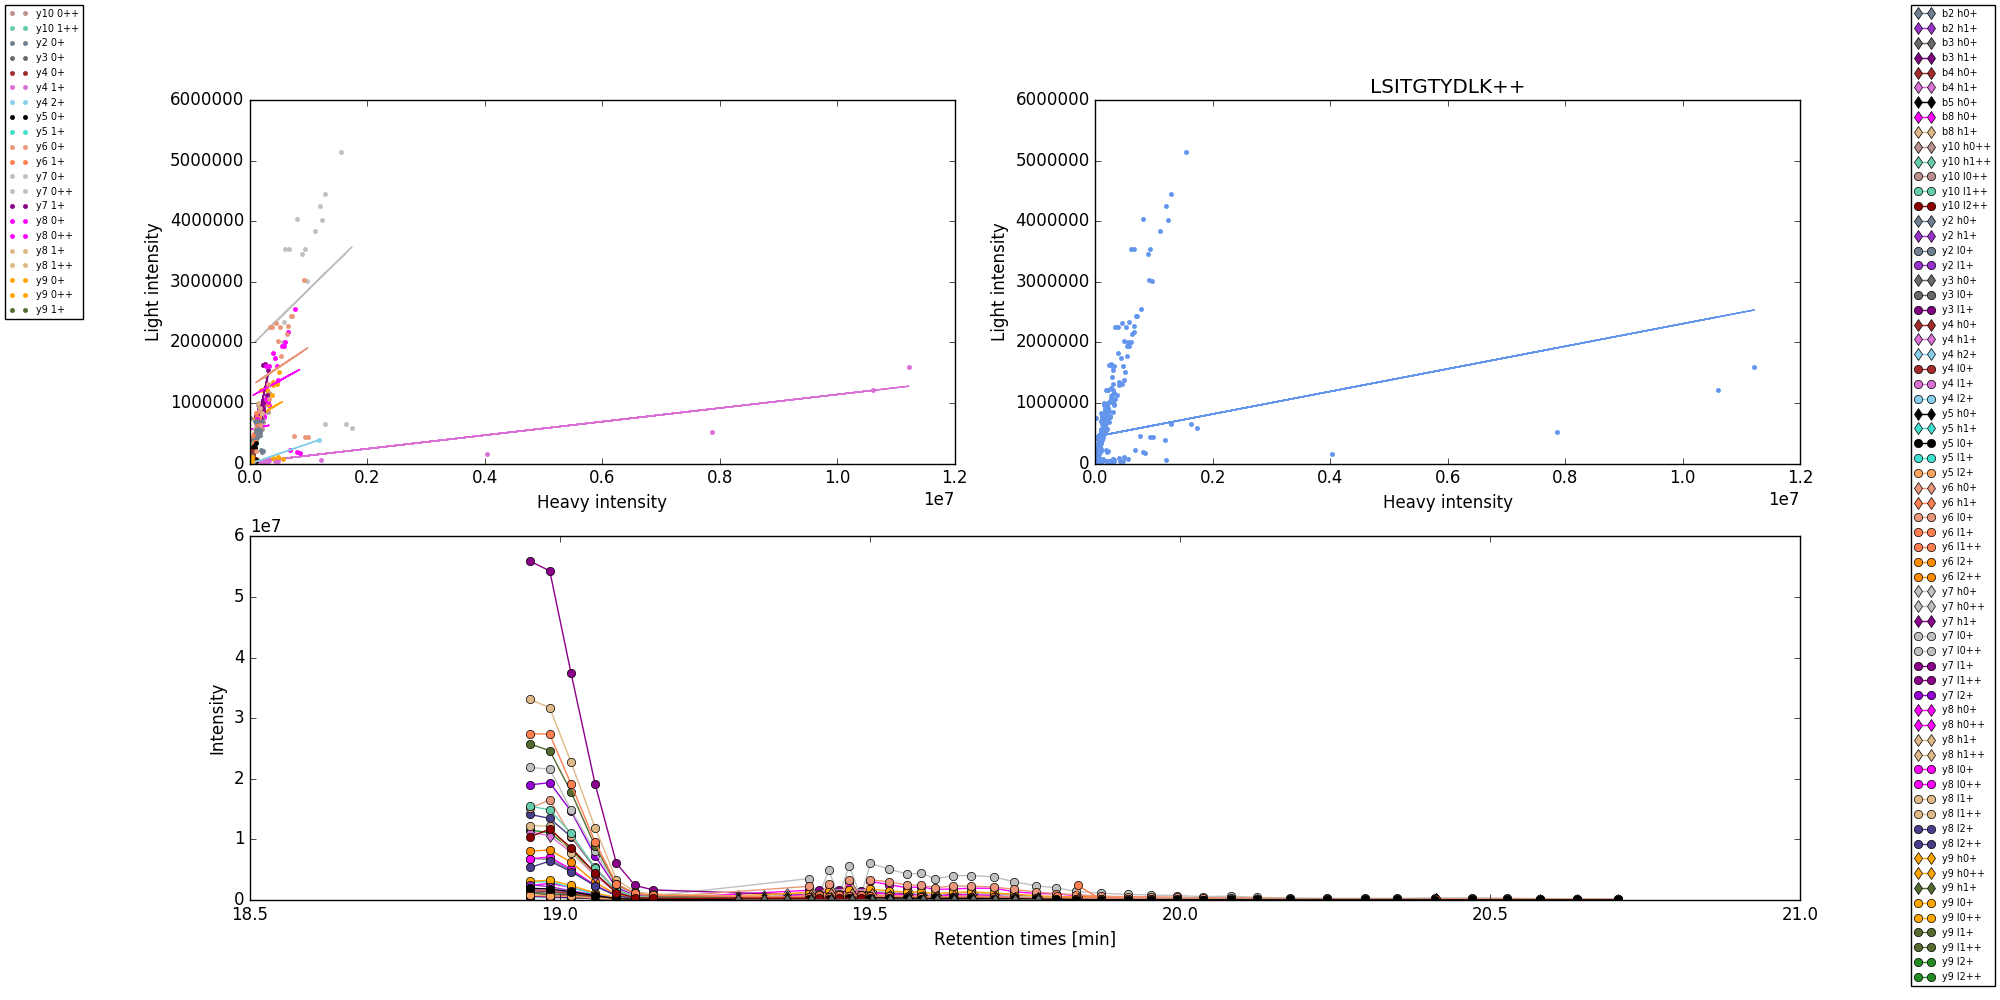 y10 0++
y10 1++
y2 0+
y3 0+
y4 0+
y4 1+
y4 2+
y5 0+
y5 1+
y6 0+
y6 1+
y7 0+
y7 0++
y7 1+
y8 0+
y8 0++
y8 1+
y8 1++
y9 0+
y9 0++
y9 1+
6000000
5000000
4000000
3000000
2000000
1000000
0
Light intensity
0.0 0.2 0.4 0.6 0.8 1.0 1.2
1e7
Heavy intensity
LSITGTYDLK++
6000000
5000000
4000000
3000000
2000000
1000000
0
Light intensity
0.0 0.2 0.4 0.6 0.8 1.0 1.2
1e7
Heavy intensity
1e7
6
5
4
3
2
1
0
Intensity
18.5 19.0 19.5 20.0 20.5 21.0
Retention times [min]
b2 h0+
b2 h1+
b3 h0+
b3 h1+
b4 h0+
b4 h1+
b5 h0+
b8 h0+
b8 h1+
y10 h0++
y10 h1++
y10 l0++
y10 l1++
y10 l2++
y2 h0+
y2 h1+
y2 l0+
y2 l1+
y3 h0+
y3 l0+
y3 l1+
y4 h0+
y4 h1+
y4 h2+
y4 l0+
y4 l1+
y4 l2+
y5 h0+
y5 h1+
y5 l0+
y5 l1+
y5 l2+
y6 h0+
y6 h1+
y6 l0+
y6 l1+
y6 l1++
y6 l2+
y6 l2++
y7 h0+
y7 h0++
y7 h1+
y7 l0+
y7 l0++
y7 l1+
y7 l1++
y7 l2+
y8 h0+
y8 h0++
y8 h1+
y8 h1++
y8 l0+
y8 l0++
y8 l1+
y8 l1++
y8 l2+
y8 l2++
y9 h0+
y9 h0++
y9 h1+
y9 l0+
y9 l0++
y9 l1+
y9 l1++
y9 l2+
y9 l2++